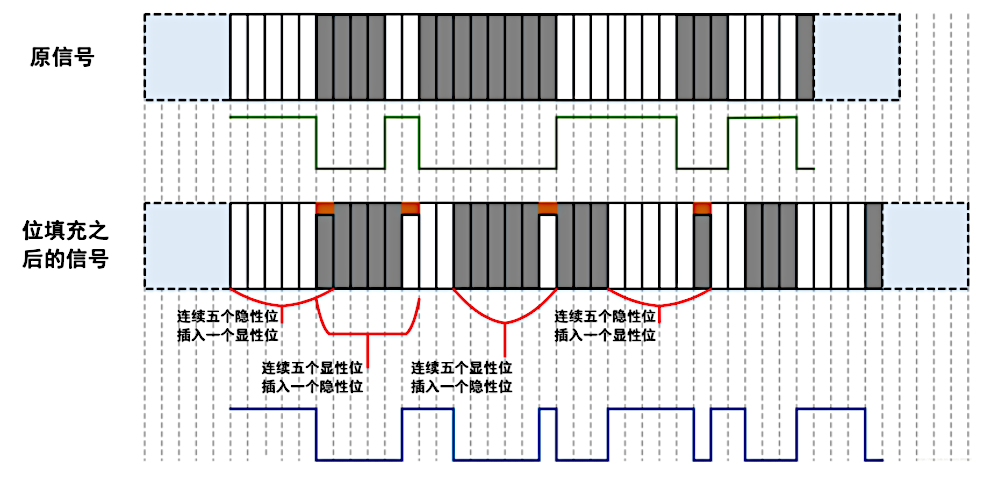 原信号
位填充之
后的信号
连续五个隐性位
插入一个显性位
连续五个隐性位
插入一个显性位
连续五个显性位
插入一个隐性位
连续五个显性位
插入一个隐性位